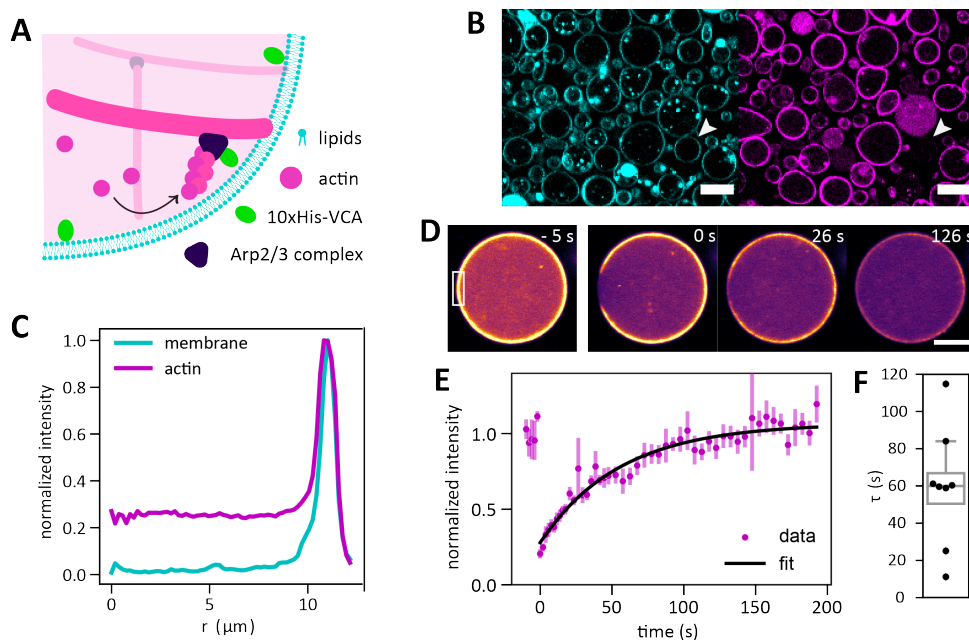 A
lipids
actin
10xHis-VCA
Arp2/3 complex
B
C
normalized intensity
1.0
0.8
0.6
0.4
0.2
0.0
membrane
actin
0
5
10
r (μm)
D
- 5 s
0 s
26 s
126 s
E
normalized intensity
1.0
0.5
0.0
data
fit
0
50
100
150
200
time (s)
F
τ (s)
120
100
80
60
40
20
0